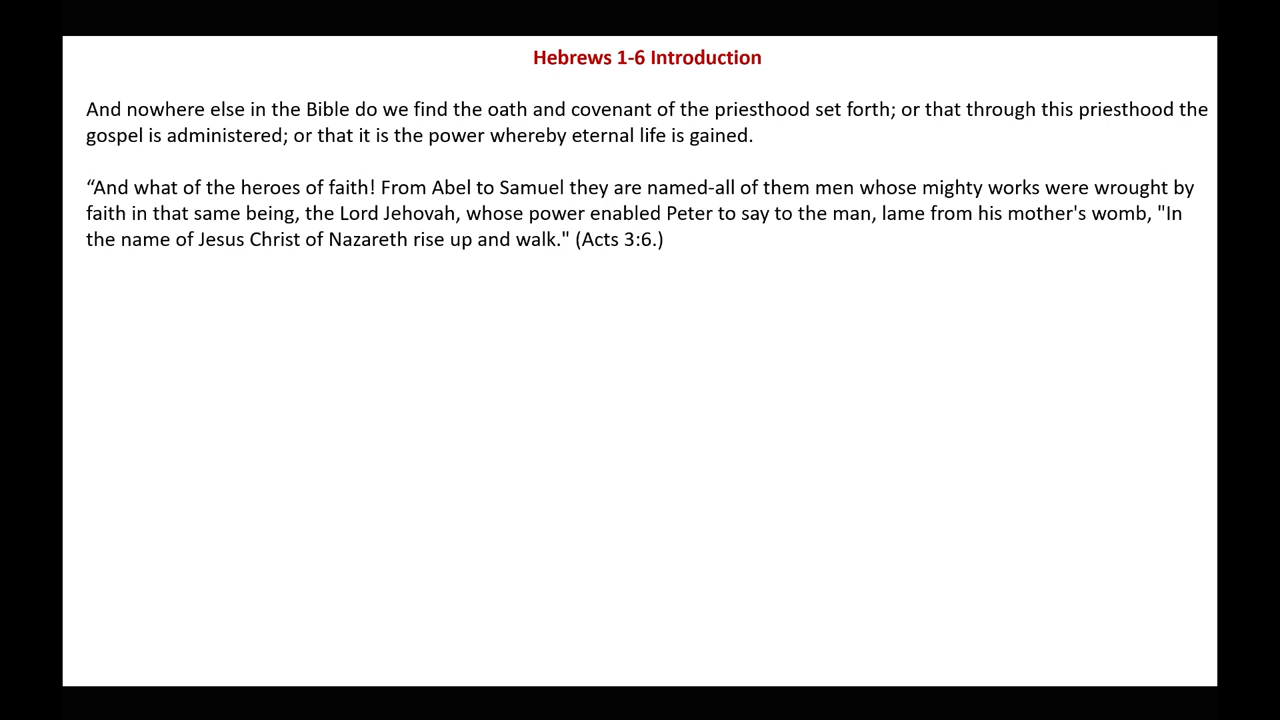 Hebrews 1-6 Introduction
And nowhere else in the Bible do we find the oath and covenant of the priesthood set forth; or that through this priesthood the
gospel is administered; or that it is the power whereby eternal life is gained.
“And what of the heroes of faith! From Abel to Samuel they are named-all of them men whose mighty works were wrought by
faith in that same being, the Lord Jehovah, whose power enabled Peter to say to the man, lame from his mother's womb, "In
the name of Jesus Christ of Nazareth rise up and walk." (Acts 3:6.)